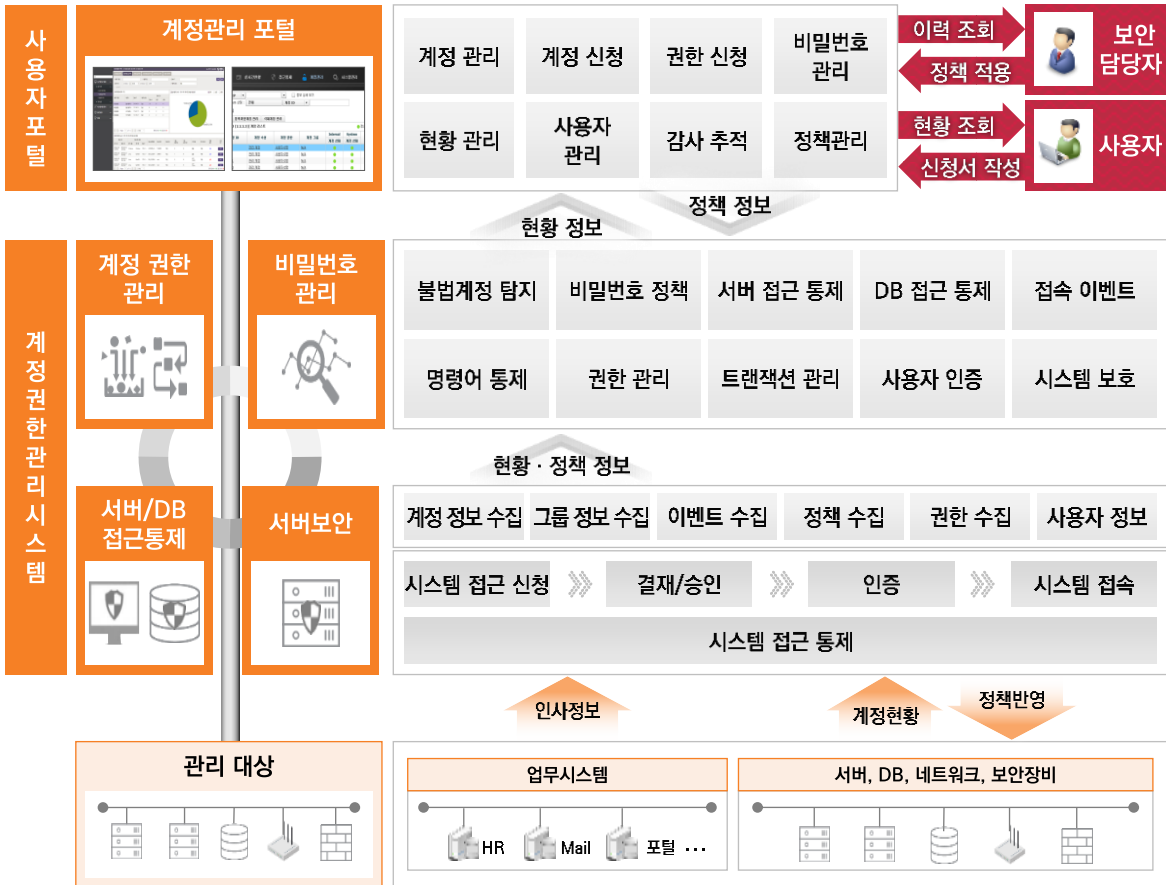 사용자포털
계정관리 포털
계정 관리
계정 신청
권한 신청
비밀번호
관리
현황 관리
사용자
관리
감사 추적
정책관리
이력 조회
정책 적용
보안
담당자
현황 조회
신청서 작성
사용자
현황 정보
정책 정보
계정권한관리시스템
계정 권한
관리
비밀번호
관리
서버/DB
접근통제
서버보안
불법계정 탐지
비밀번호 정책
서버 접근 통제
DB 접근 통제
접속 이벤트
명령어 통제
권한 관리
트랜잭션 관리
사용자 인증
시스템 보호
현황 · 정책 정보
계정 정보 수집
그룹 정보 수집
이벤트 수집
정책 수집
권한 수집
사용자 정보
시스템 접근 신청
결재/승인
인증
시스템 접속
시스템 접근 통제
인사정보
계정현황
정책반영
관리 대상
업무시스템
HR
Mail
포털 ···
서버, DB, 네트워크, 보안장비